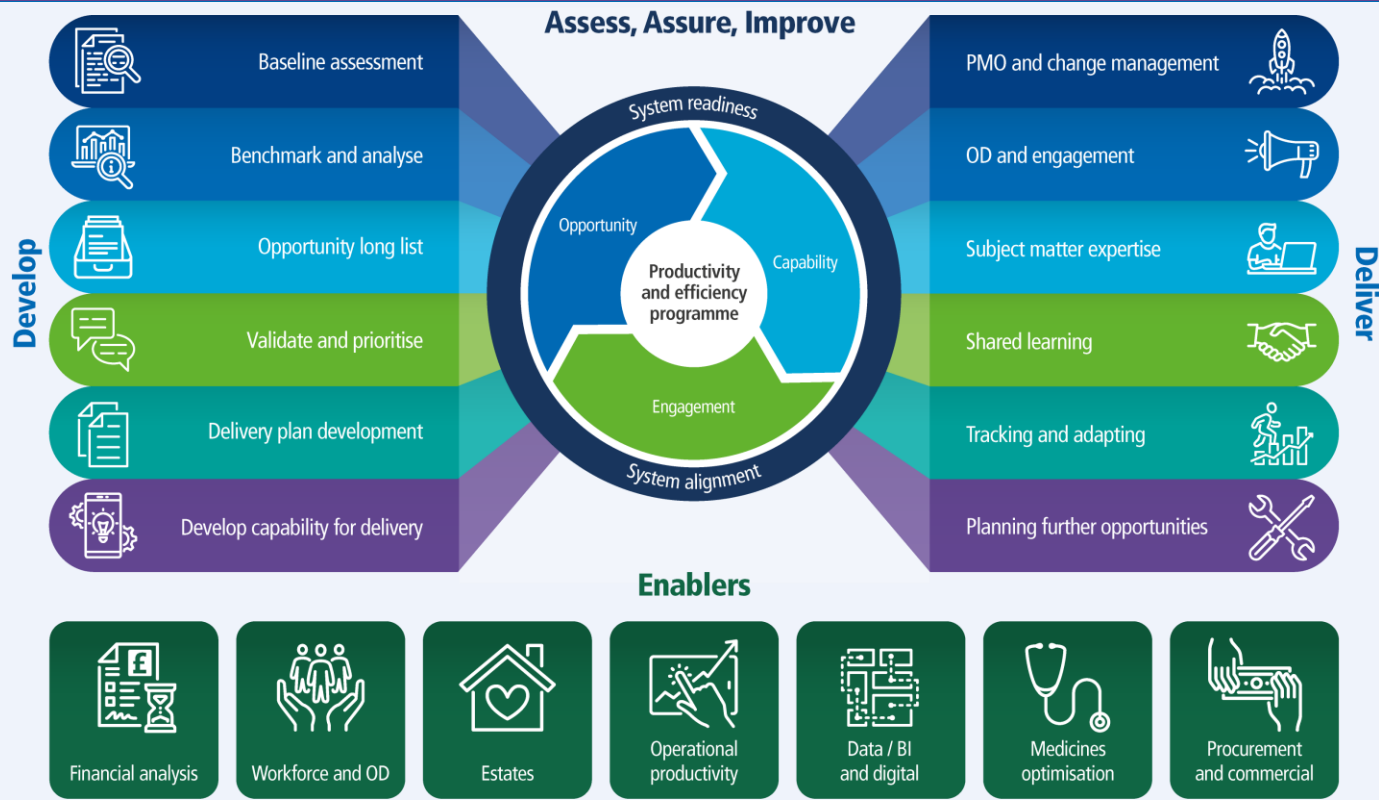 Assess, Assure, Improve
Develop
Baseline assessment
Benchmark and analyse
Opportunity long list
Validate and prioritise
Delivery plan development
Develop capability for delivery
System readiness
Opportunity
Capability
Productivity
and efficiency
programme
Engagement
System alignment
PMO and change management
OD and engagement
Subject matter expertise
Shared learning
Tracking and adapting
Planning further opportunities
Deliver
Enablers
£
Financial analysis
Workforce and OD
Estates
Operational
productivity
Data / BI
and digital
Medicines
optimisation
Procurement
and commercial